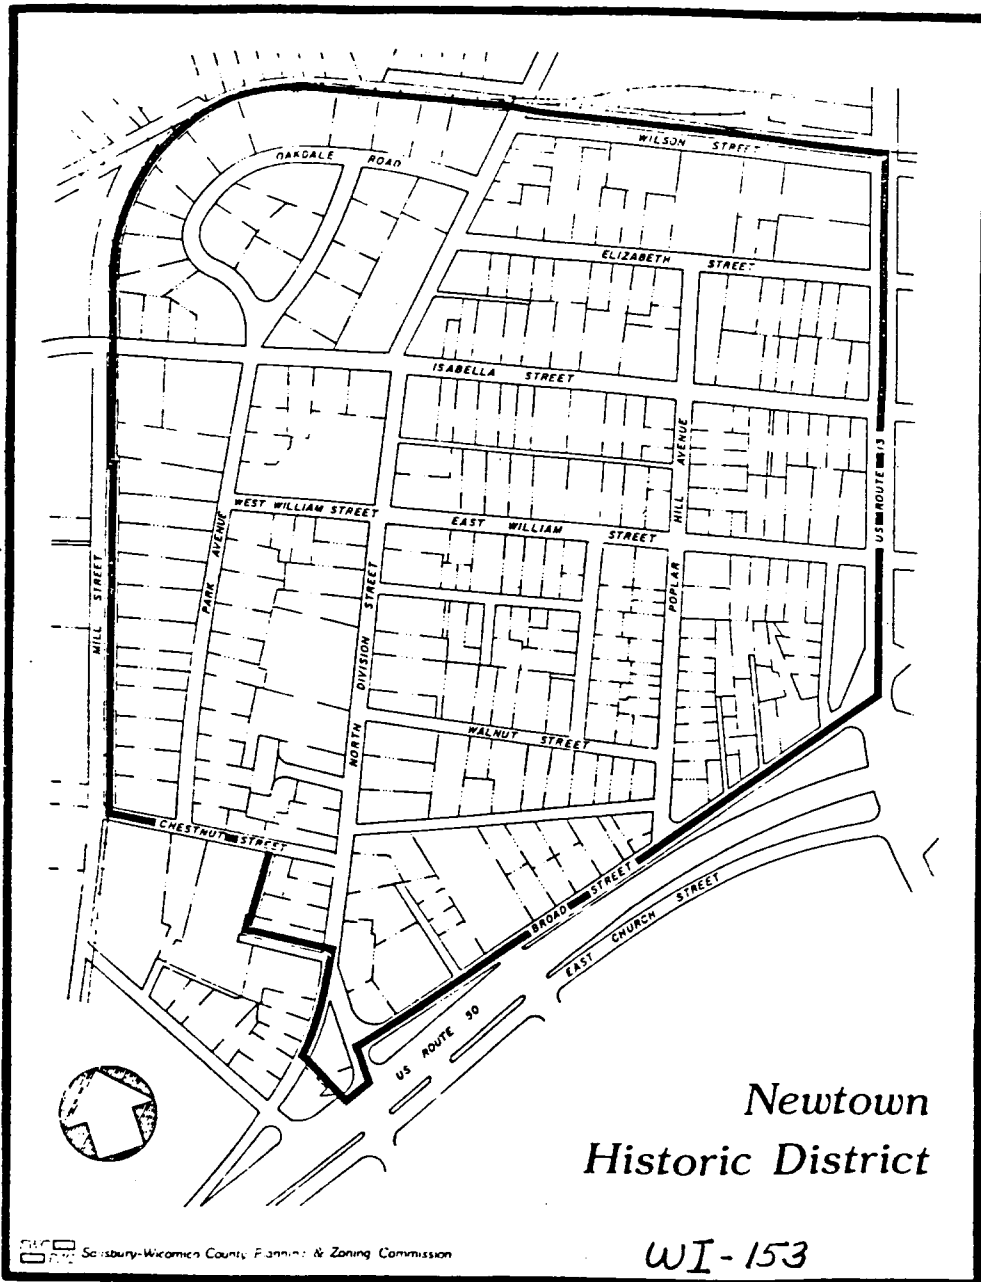 WILSON STREET
OAKDALE ROAD
ELIZABETH STREET
ISABELLA STREET
US ROUTE 13
POPLAR HILL AVENUE
WEST WILLIAM STREET
EAST WILLIAM STREET
MILL STREET
PARK AVENUE
NORTH DIVISION STREET
WALNUT STREET
CHESTNUT STREET
BROAD STREET
EAST CHURCH STREET
US ROUTE 50
Newtown
Historic District
Salisbury-Wicomico County Planning & Zoning Commission
WI-153